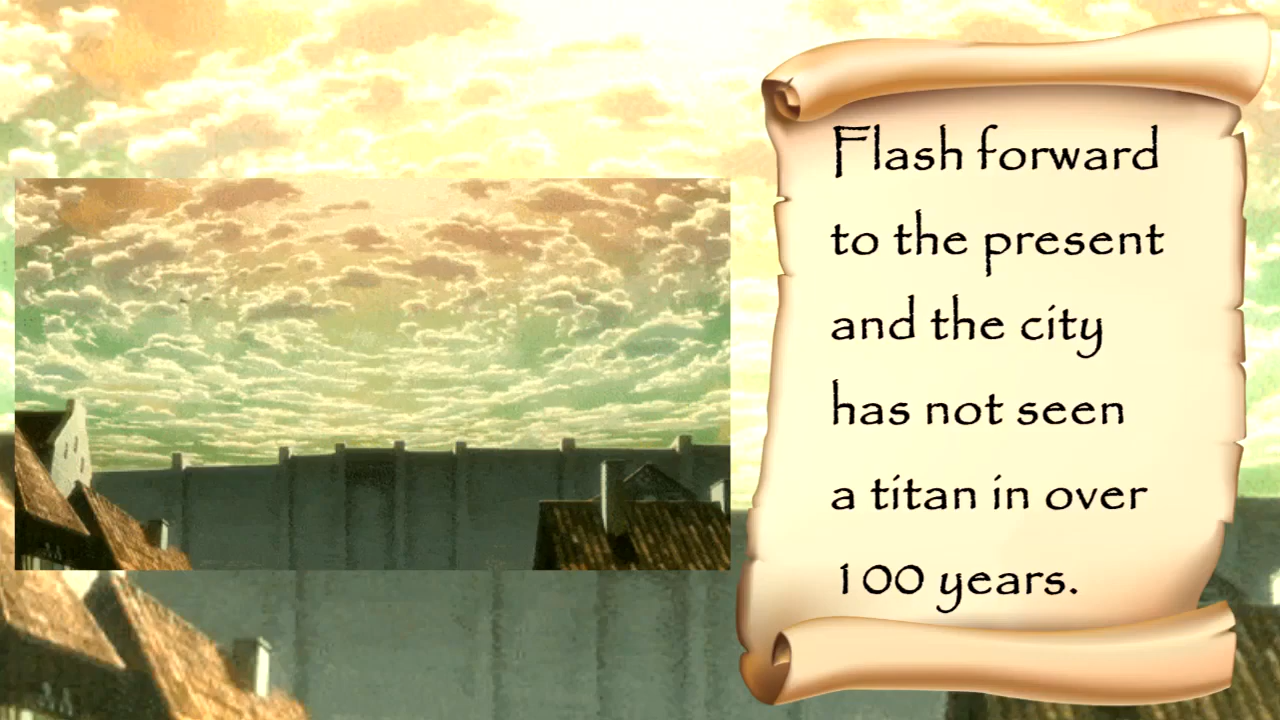 Flash forward
to the present
and the city
has not seen
a titan in over
100 years.